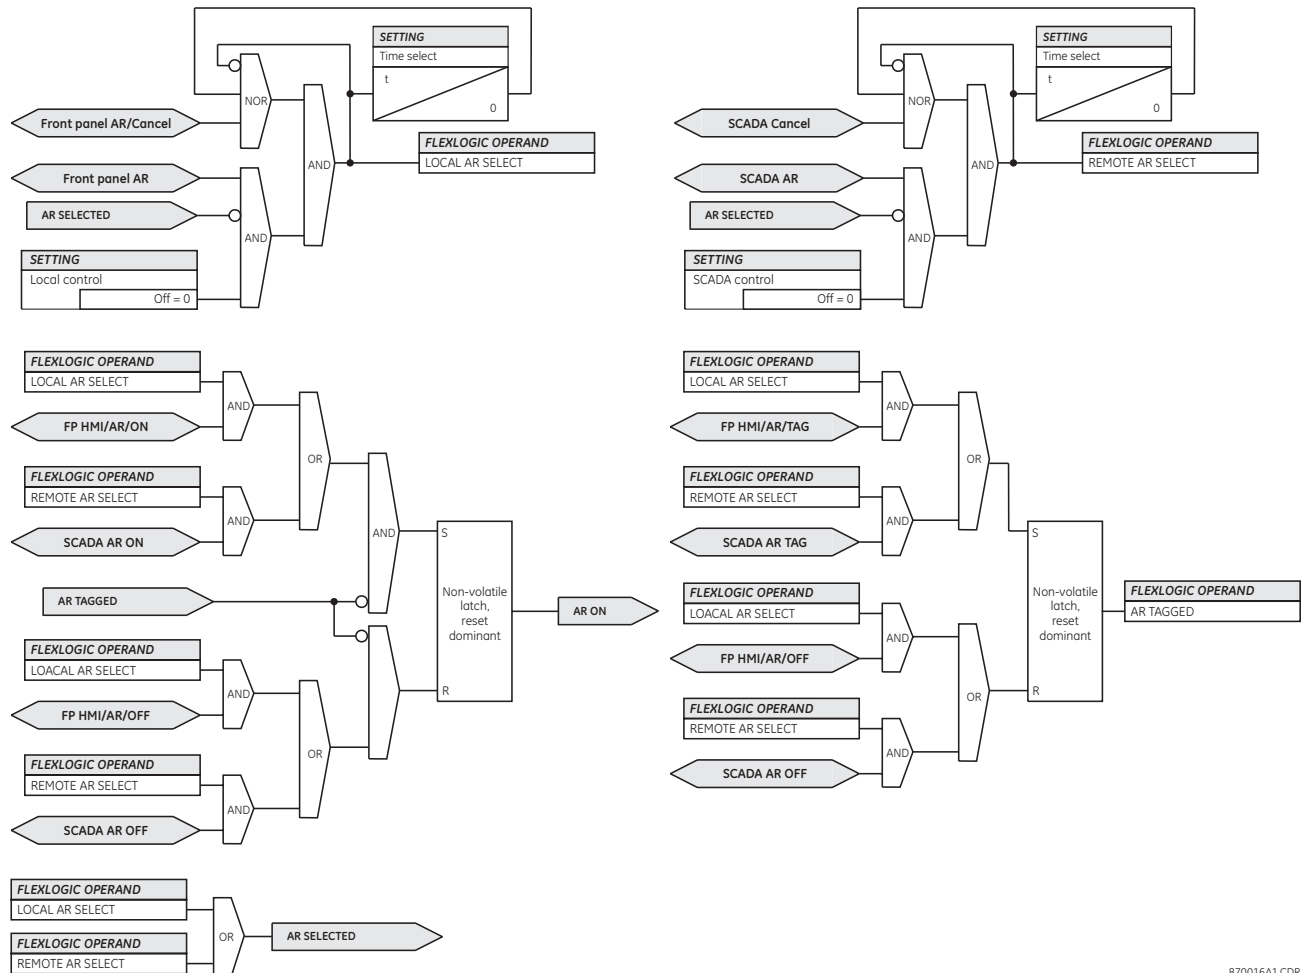 SETTING
Time select
t
0
NOR
Front panel AR/Cancel
FLEXLOGIC OPERAND
LOCAL AR SELECT
AND
Front panel AR
AR SELECTED
AND
SETTING
Local control
Off = 0
SETTING
Time select
t
0
NOR
SCADA Cancel
FLEXLOGIC OPERAND
REMOTE AR SELECT
AND
SCADA AR
AR SELECTED
AND
SETTING
SCADA control
Off = 0
FLEXLOGIC OPERAND
LOCAL AR SELECT
AND
FP HMI/AR/ON
OR
FLEXLOGIC OPERAND
REMOTE AR SELECT
AND
SCADA AR ON
AND
S
AR TAGGED
Non-volatile
latch,
reset
dominant
AR ON
FLEXLOGIC OPERAND
LOACAL AR SELECT
AND
R
FP HMI/AR/OFF
OR
FLEXLOGIC OPERAND
REMOTE AR SELECT
AND
SCADA AR OFF
FLEXLOGIC OPERAND
LOCAL AR SELECT
AND
FP HMI/AR/TAG
OR
FLEXLOGIC OPERAND
REMOTE AR SELECT
AND
SCADA AR TAG
S
Non-volatile
latch,
reset
dominant
FLEXLOGIC OPERAND
AR TAGGED
FLEXLOGIC OPERAND
LOACAL AR SELECT
AND
FP HMI/AR/OFF
R
OR
FLEXLOGIC OPERAND
REMOTE AR SELECT
AND
SCADA AR OFF
FLEXLOGIC OPERAND
LOCAL AR SELECT
OR
AR SELECTED
FLEXLOGIC OPERAND
REMOTE AR SELECT
870016A1.CDR